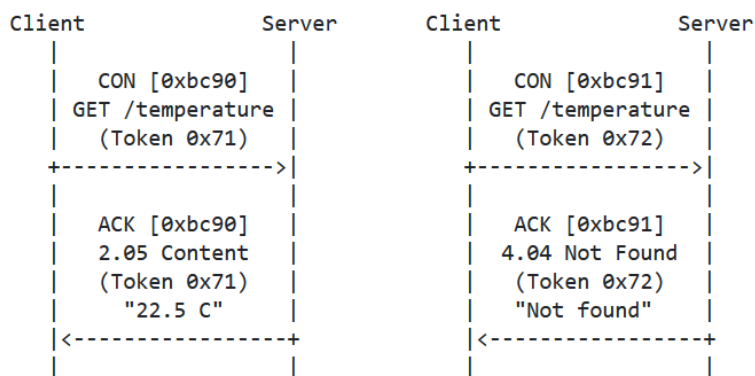 Client Server Client Server
| | | |
| CON [0xbc90] | | CON [0xbc91] |
| GET /temperature | | GET /temperature |
| (Token 0x71) | | (Token 0x72) |
+----------------->| +----------------->|
| | | |
| ACK [0xbc90] | | ACK [0xbc91] |
| 2.05 Content | | 4.04 Not Found |
| (Token 0x71) | | (Token 0x72) |
| "22.5 C" | | "Not found" |
|<-----------------+ |<-----------------+
| | | |